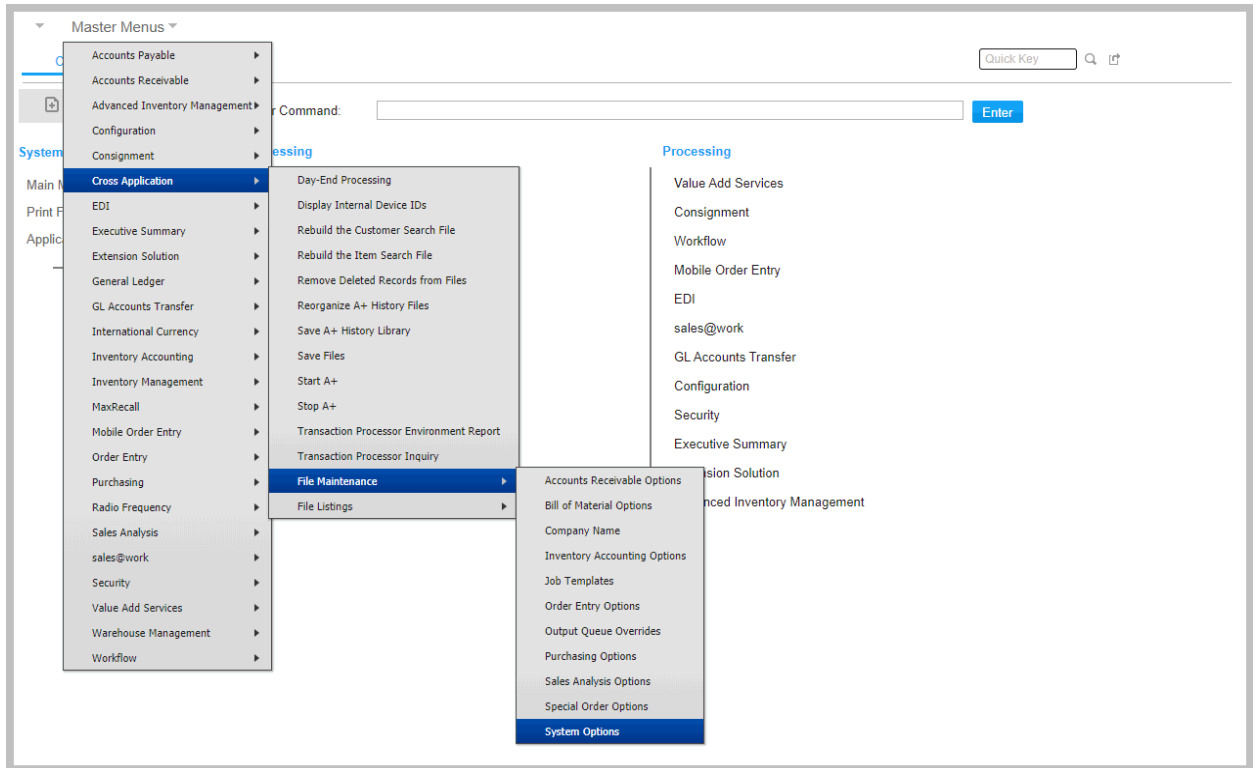 Master Menus
Quick Key
Command:
Enter
System
Processing
Main
Print
Accounts Payable
Accounts Receivable
Advanced Inventory Management
Configuration
Consignment
Cross Application
EDI
Executive Summary
Extension Solution
General Ledger
GL Accounts Transfer
International Currency
Inventory Accounting
Inventory Management
MaxRecall
Mobile Order Entry
Order Entry
Purchasing
Radio Frequency
Sales Analysis
sales@work
Security
Value Add Services
Warehouse Management
Workflow
Day-End Processing
Display Internal Device IDs
Rebuild the Customer Search File
Rebuild the Item Search File
Remove Deleted Records from Files
Reorganize A+ History Files
Save A+ History Library
Save Files
Start A+
Stop A+
Transaction Processor Environment Report
Transaction Processor Inquiry
File Maintenance
File Listings
Accounts Receivable Options
Bill of Material Options
Company Name
Inventory Accounting Options
Job Templates
Order Entry Options
Output Queue Overrides
Purchasing Options
Sales Analysis Options
Special Order Options
System Options
Value Add Services
Consignment
Workflow
Mobile Order Entry
EDI
sales@work
GL Accounts Transfer
Configuration
Security
Executive Summary
Solution
Inventory Management